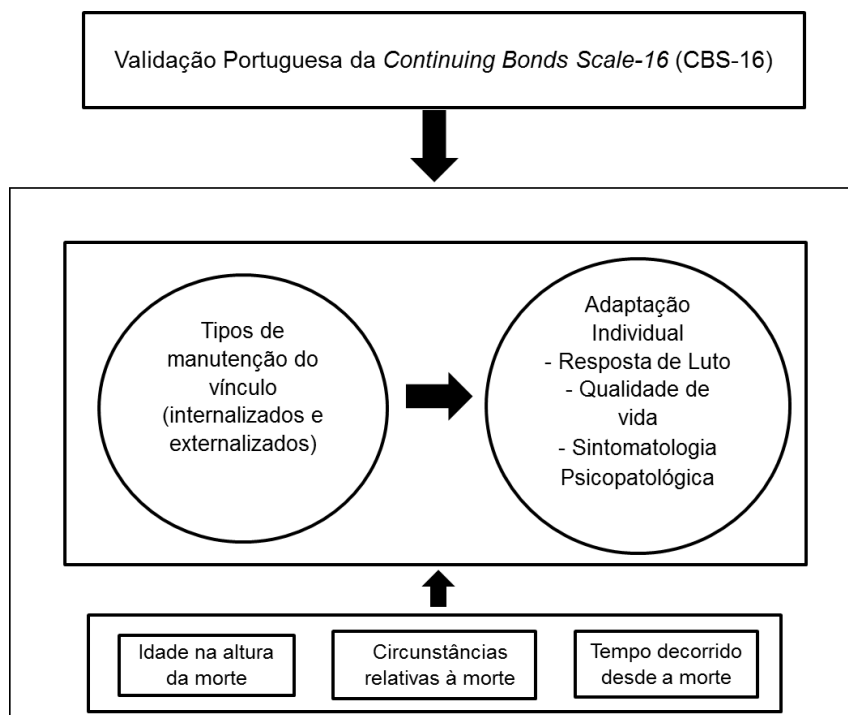 Validação Portuguesa da Continuing Bonds Scale-16 (CBS-16)
Tipos de
manutenção do
vínculo
(internalizados e
externalizados)
Adaptação
Individual
- Resposta de Luto
- Qualidade de
vida
- Sintomatologia
Psicopatológica
Idade na altura
da morte
Circunstâncias
relativas à morte
Tempo decorrido
desde a morte